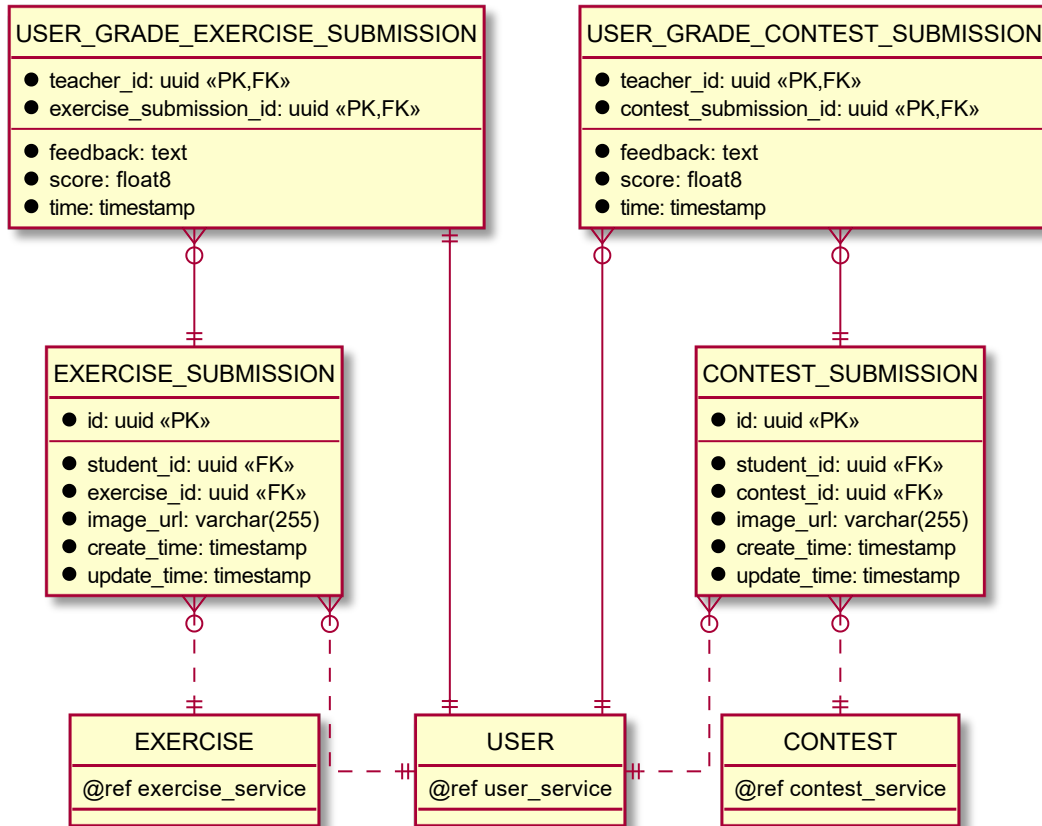 USER_GRADE_EXERCISE_SUBMISSION
teacher_id: uuid «PK,FK»
exercise_submission_id: uuid «PK,FK»
feedback: text
score: float8
time: timestamp
USER_GRADE_CONTEST_SUBMISSION
teacher_id: uuid «PK,FK»
contest_submission_id: uuid «PK,FK»
feedback: text
score: float8
time: timestamp
EXERCISE_SUBMISSION
id: uuid «PK»
student_id: uuid «FK»
exercise_id: uuid «FK»
image_url: varchar(255)
create_time: timestamp
update_time: timestamp
CONTEST_SUBMISSION
id: uuid «PK»
student_id: uuid «FK»
contest_id: uuid «FK»
image_url: varchar(255)
create_time: timestamp
update_time: timestamp
EXERCISE
@ref exercise_service
USER
@ref user_service
CONTEST
@ref contest_service